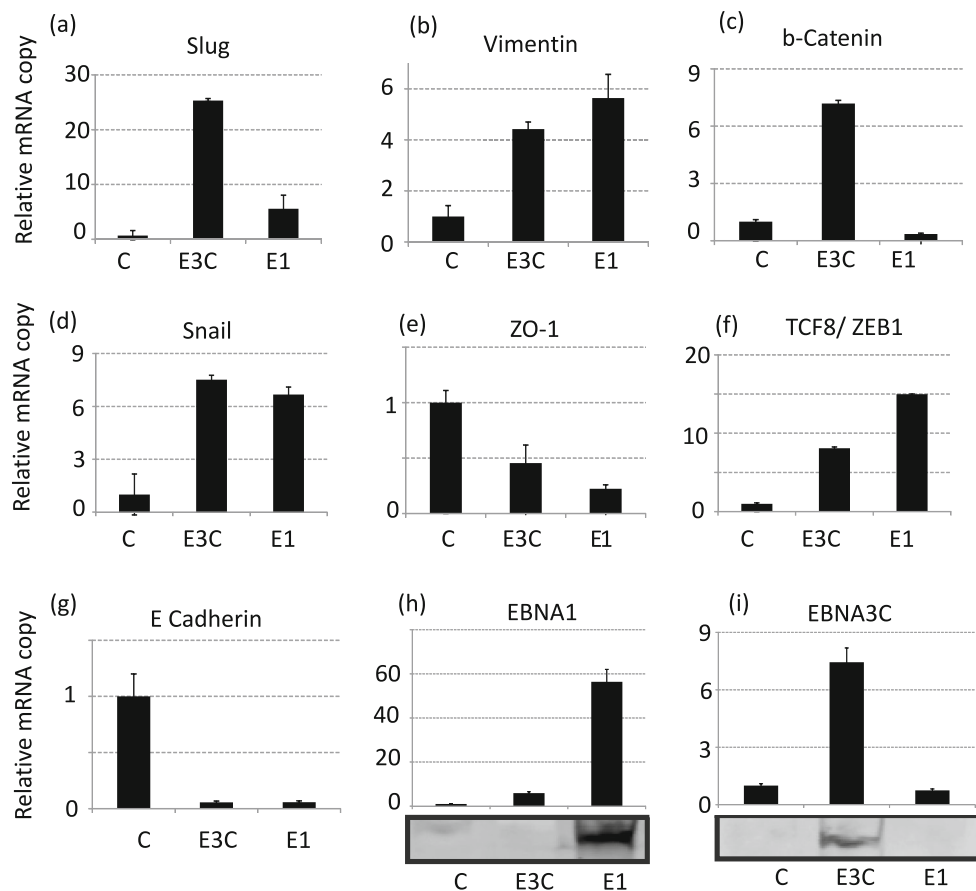 (a)
Slug
Relative mRNA copy
30
20
10
0
C E3C E1
(b)
Vimentin
6
4
2
0
C E3C E1
(c)
b-Catenin
9
6
3
0
C E3C E1
(d)
Snail
Relative mRNA copy
9
6
3
0
C E3C E1
(e)
ZO-1
1
0
C E3C E1
(f)
TCF8/ ZEB1
20
10
0
C E3C E1
(g)
E Cadherin
Relative mRNA copy
1
0
C E3C E1
(h)
EBNA1
60
40
20
0
C E3C E1
(i)
EBNA3C
9
6
3
0
C E3C E1